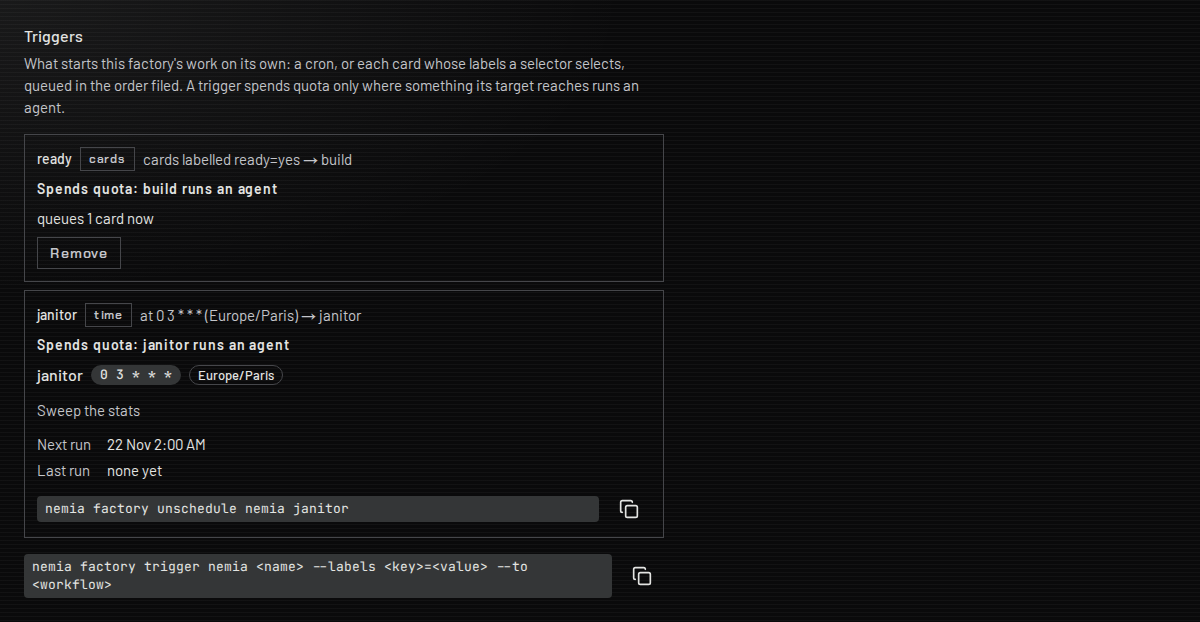 Triggers
What starts this factory's work on its own: a cron, or each card whose labels a selector selects,
queued in the order filed. A trigger spends quota only where something its target reaches runs an
agent.
ready cards cards labelled ready=yes → build
Spends quota: build runs an agent
queues 1 card now
Remove
janitor time at 0 3 * * * (Europe/Paris) → janitor
Spends quota: janitor runs an agent
janitor 0 3 * * * Europe/Paris
Sweep the stats
Next run 22 Nov 2:00 AM
Last run none yet
nemia factory unschedule nemia janitor
nemia factory trigger nemia <name> --labels <key>=<value> --to
<workflow>